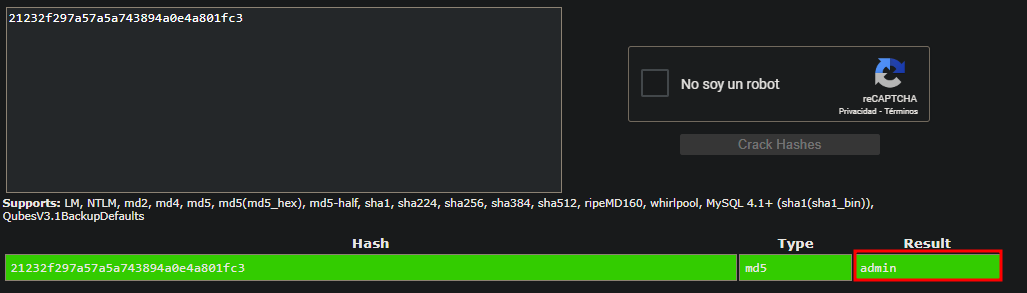 21232f297a57a5a743894a0e4a801fc3
No soy un robot
reCAPTCHA
Privacidad - Términos
Crack Hashes
Supports: LM, NTLM, md2, md4, md5, md5(md5_hex), md5-half, sha1, sha224, sha256, sha384, sha512, ripeMD160, whirlpool, MySQL 4.1+ (sha1(sha1_bin)),
QubesV3.1BackupDefaults
Hash Type Result
21232f297a57a5a743894a0e4a801fc3 md5 admin